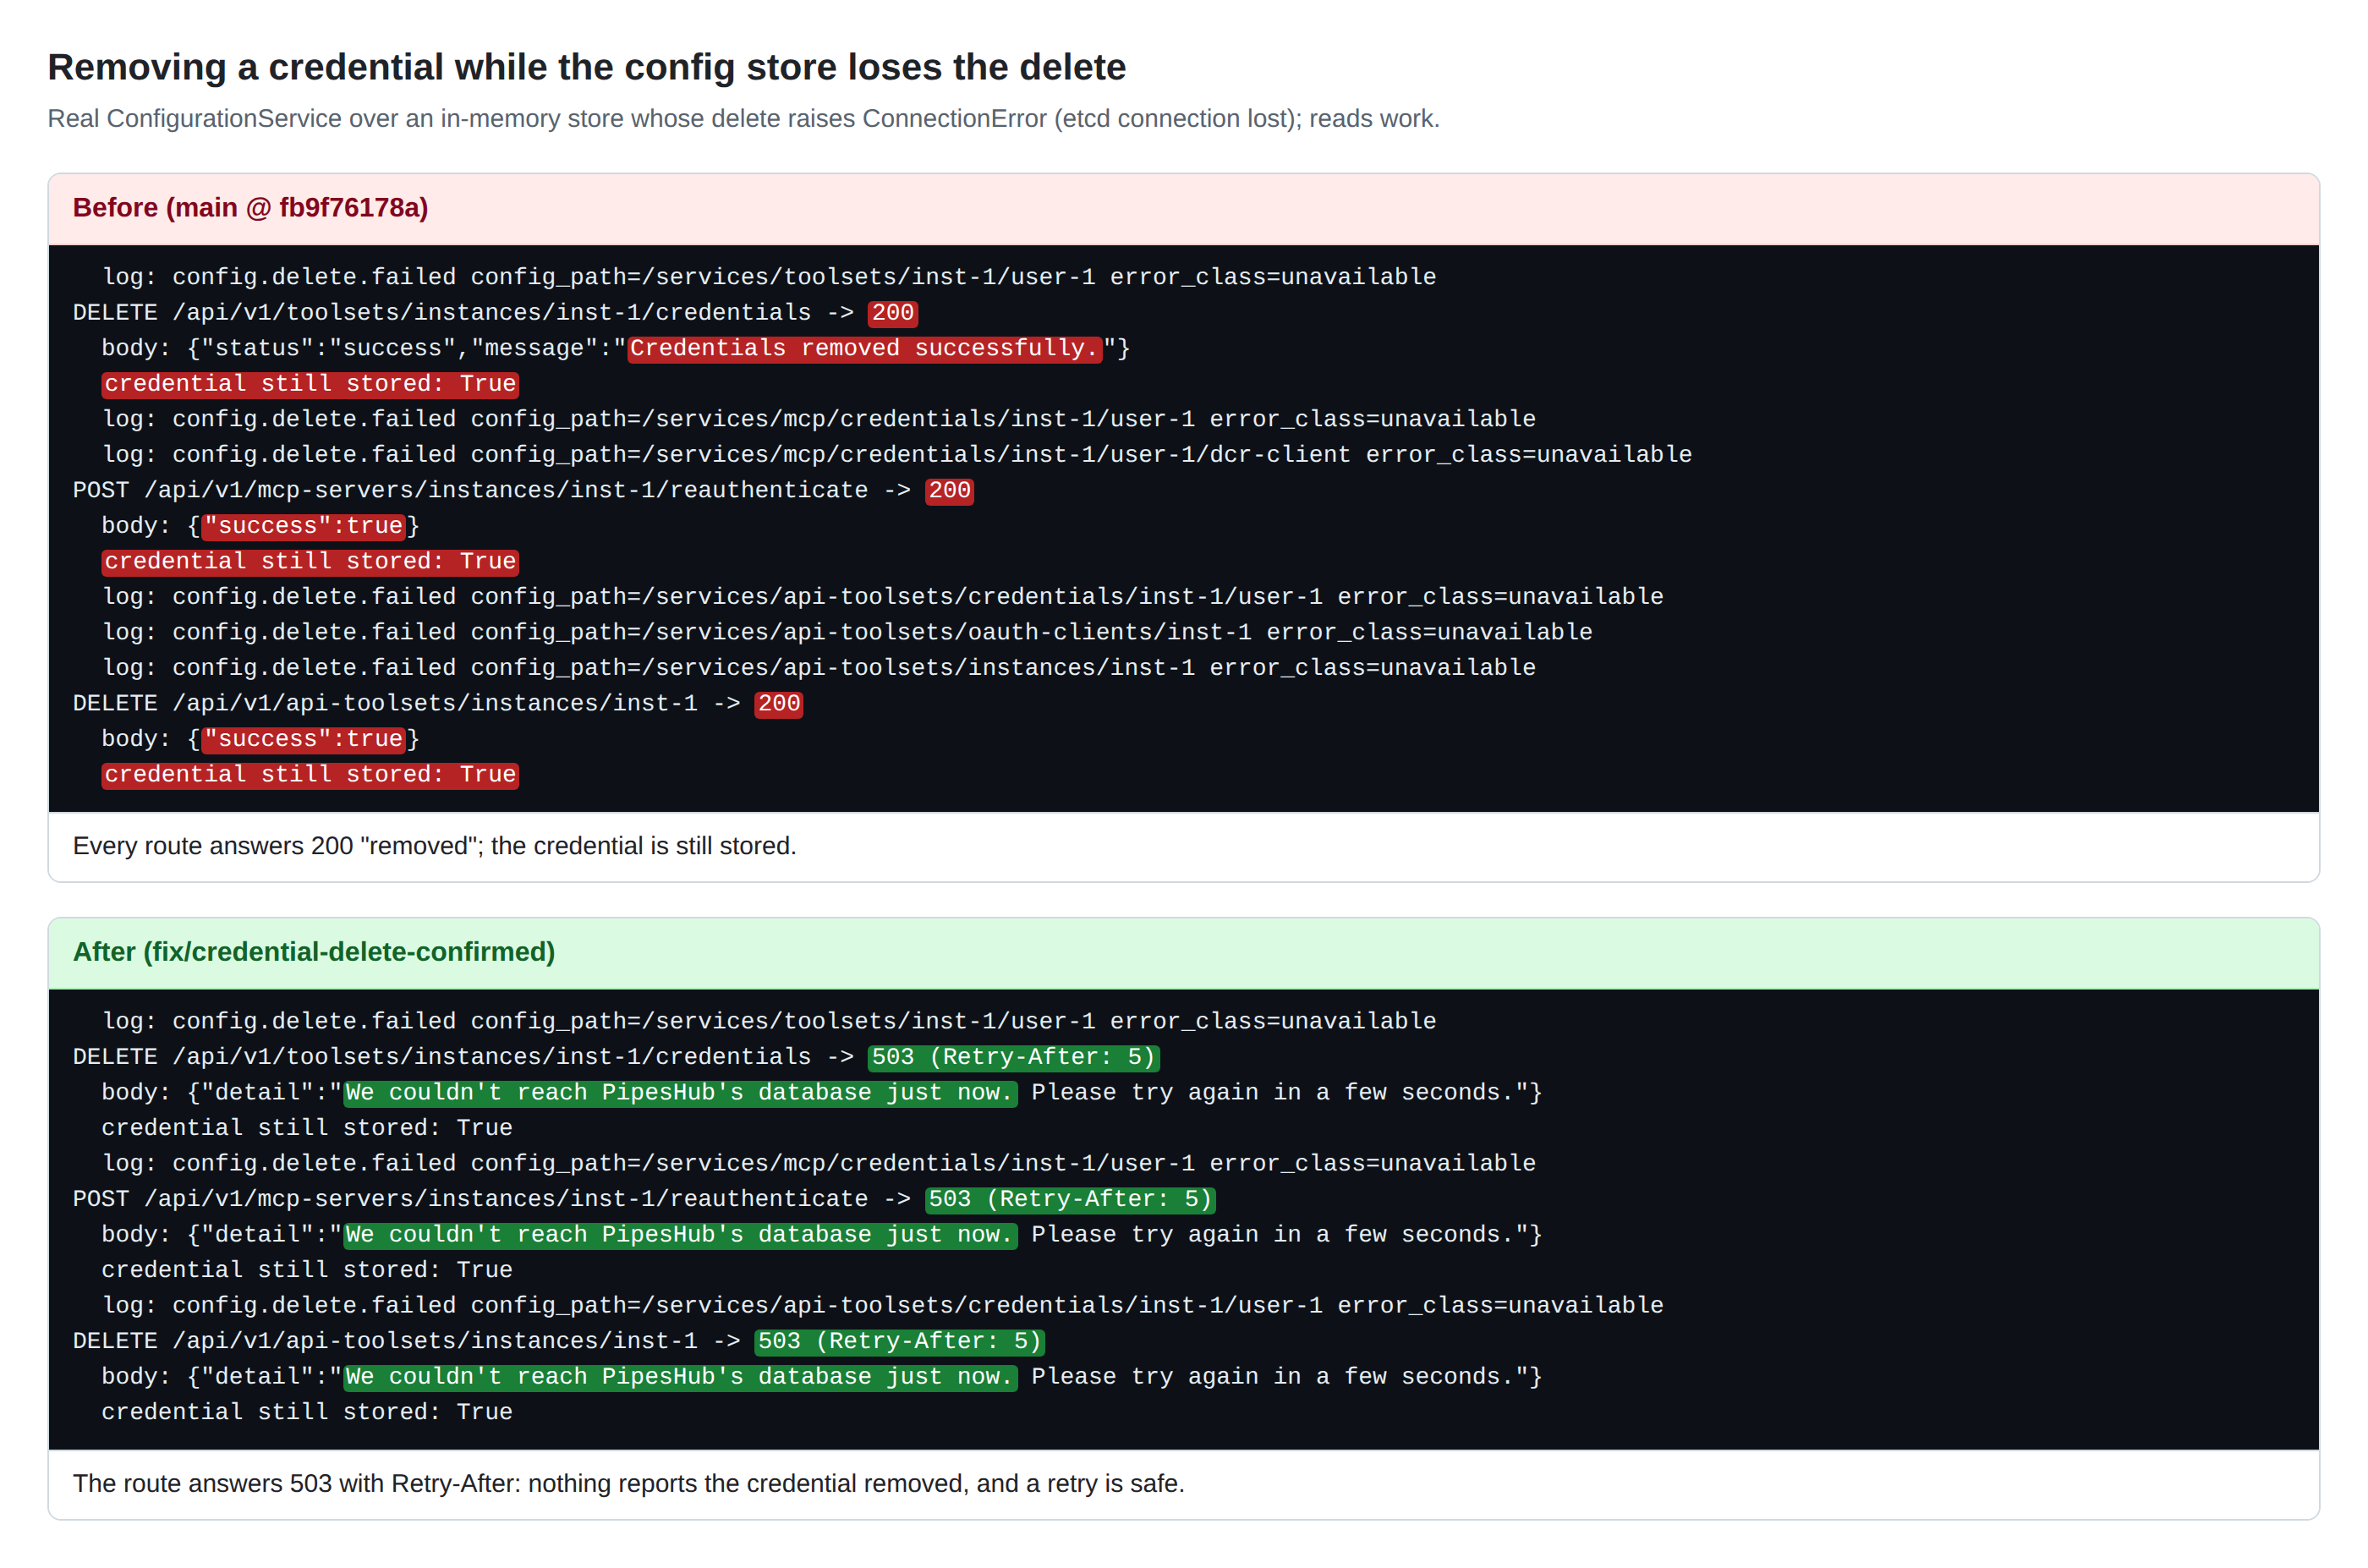 Removing a credential while the config store loses the delete
Real ConfigurationService over an in-memory store whose delete raises ConnectionError (etcd connection lost); reads work.
Before (main @ fb9f76178a)
log: config.delete.failed config_path=/services/toolsets/inst-1/user-1 error_class=unavailable
DELETE /api/v1/toolsets/instances/inst-1/credentials -> 200
body: {"status":"success","message":"Credentials removed successfully."}
credential still stored: True
log: config.delete.failed config_path=/services/mcp/credentials/inst-1/user-1 error_class=unavailable
log: config.delete.failed config_path=/services/mcp/credentials/inst-1/user-1/dcr-client error_class=unavailable
POST /api/v1/mcp-servers/instances/inst-1/reauthenticate -> 200
body: {"success":true}
credential still stored: True
log: config.delete.failed config_path=/services/api-toolsets/credentials/inst-1/user-1 error_class=unavailable
log: config.delete.failed config_path=/services/api-toolsets/oauth-clients/inst-1 error_class=unavailable
log: config.delete.failed config_path=/services/api-toolsets/instances/inst-1 error_class=unavailable
DELETE /api/v1/api-toolsets/instances/inst-1 -> 200
body: {"success":true}
credential still stored: True
Every route answers 200 "removed"; the credential is still stored.
After (fix/credential-delete-confirmed)
log: config.delete.failed config_path=/services/toolsets/inst-1/user-1 error_class=unavailable
DELETE /api/v1/toolsets/instances/inst-1/credentials -> 503 (Retry-After: 5)
body: {"detail":"We couldn't reach PipesHub's database just now. Please try again in a few seconds."}
credential still stored: True
log: config.delete.failed config_path=/services/mcp/credentials/inst-1/user-1 error_class=unavailable
POST /api/v1/mcp-servers/instances/inst-1/reauthenticate -> 503 (Retry-After: 5)
body: {"detail":"We couldn't reach PipesHub's database just now. Please try again in a few seconds."}
credential still stored: True
log: config.delete.failed config_path=/services/api-toolsets/credentials/inst-1/user-1 error_class=unavailable
DELETE /api/v1/api-toolsets/instances/inst-1 -> 503 (Retry-After: 5)
body: {"detail":"We couldn't reach PipesHub's database just now. Please try again in a few seconds."}
credential still stored: True
The route answers 503 with Retry-After: nothing reports the credential removed, and a retry is safe.